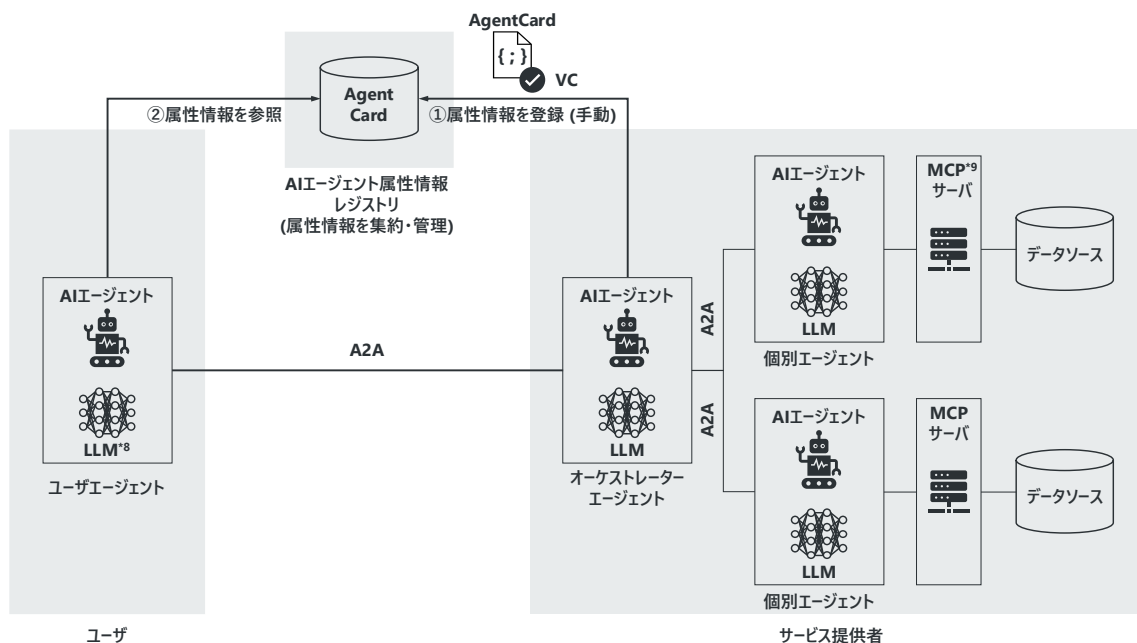 AgentCard
{ ; }
VC
Agent
Card
②属性情報を参照
①属性情報を登録 (手動)
AIエージェント属性情報
レジストリ
(属性情報を集約・管理)
AIエージェント
LLM*8
ユーザエージェント
ユーザ
A2A
AIエージェント
LLM
オーケストレーター
エージェント
A2A
A2A
AIエージェント
LLM
個別エージェント
MCP*9
サーバ
データソース
AIエージェント
LLM
個別エージェント
MCP
サーバ
データソース
サービス提供者